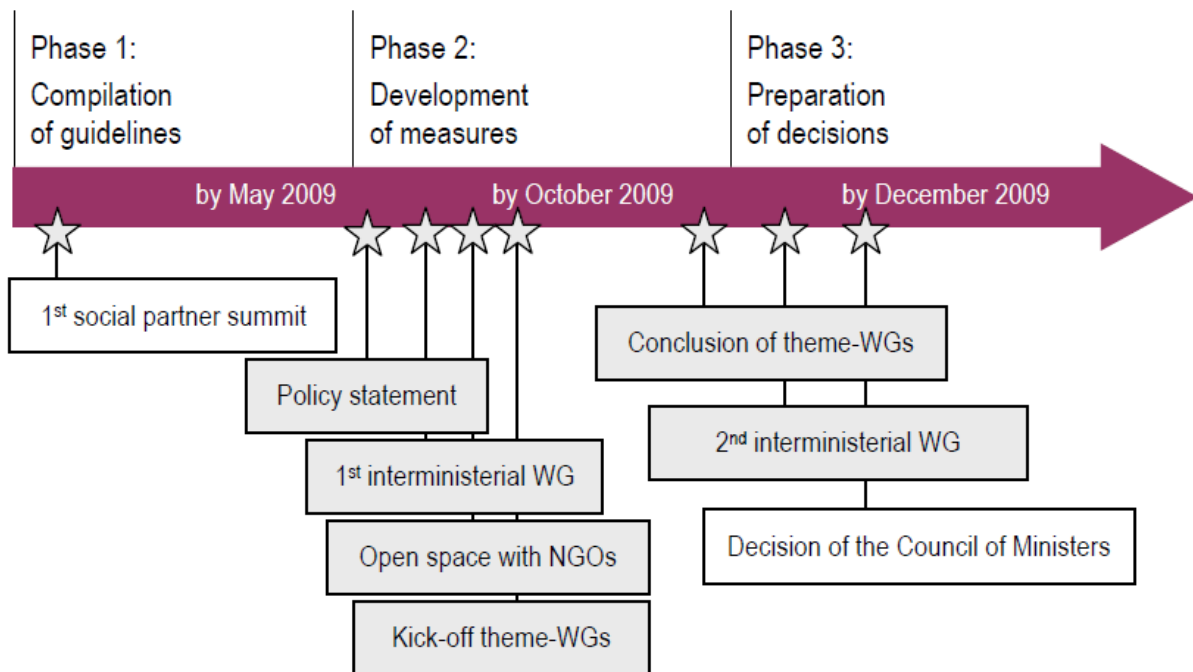 Phase 1:
Compilation
of guidelines
Phase 2:
Development
of measures
Phase 3:
Preparation
of decisions
by May 2009
by October 2009
by December 2009
1st social partner summit
Policy statement
1st interministerial WG
Open space with NGOs
Kick-off theme-WGs
Conclusion of theme-WGs
2nd interministerial WG
Decision of the Council of Ministers